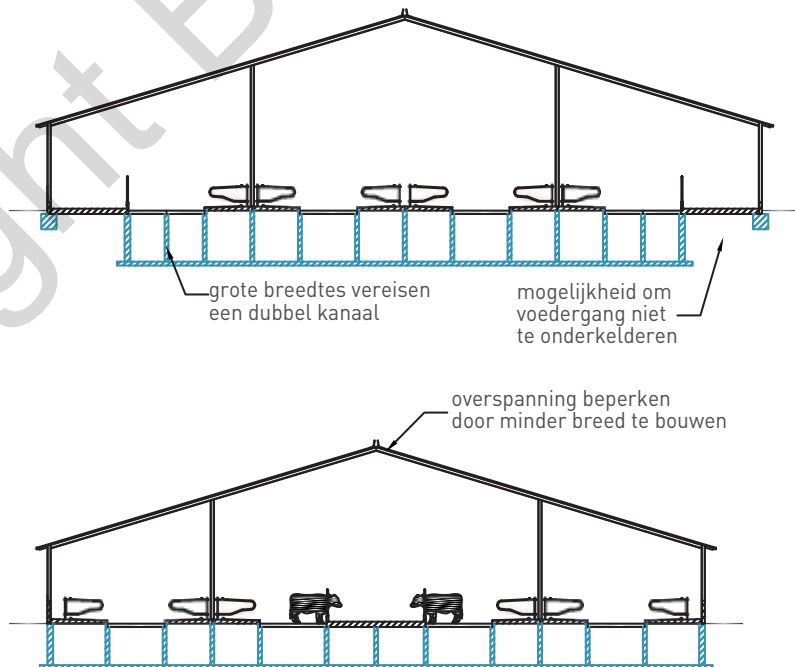 grote breedtes vereisen
een dubbel kanaal
mogelijkheid om
voedergang niet
te onderkelderen
overspanning beperken
door minder breed te bouwen